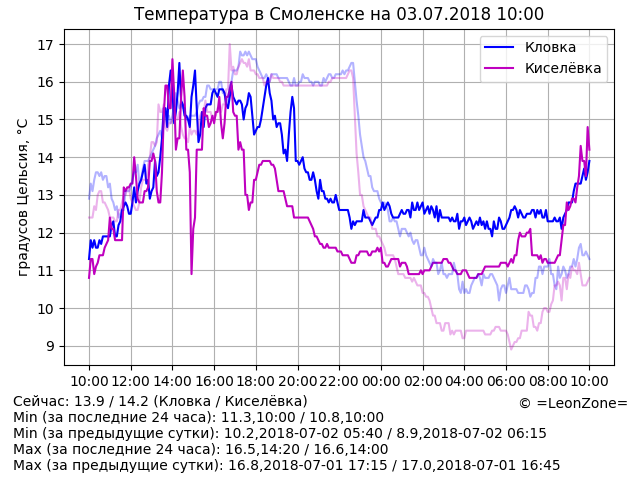 Температура в Смоленске на 03.07.2018 10:00
Кловка
Киселёвка
градусов Цельсия, °C
17
16
15
14
13
12
11
10
9
10:00 12:00 14:00 16:00 18:00 20:00 22:00 00:00 02:00 04:00 06:00 08:00 10:00
Сейчас: 13.9 / 14.2 (Кловка / Киселёвка)
© =LeonZone=
Min (за последние 24 часа): 11.3,10:00 / 10.8,10:00
Min (за предыдущие сутки): 10.2,2018-07-02 05:40 / 8.9,2018-07-02 06:15
Max (за последние 24 часа): 16.5,14:20 / 16.6,14:00
Max (за предыдущие сутки): 16.8,2018-07-01 17:15 / 17.0,2018-07-01 16:45